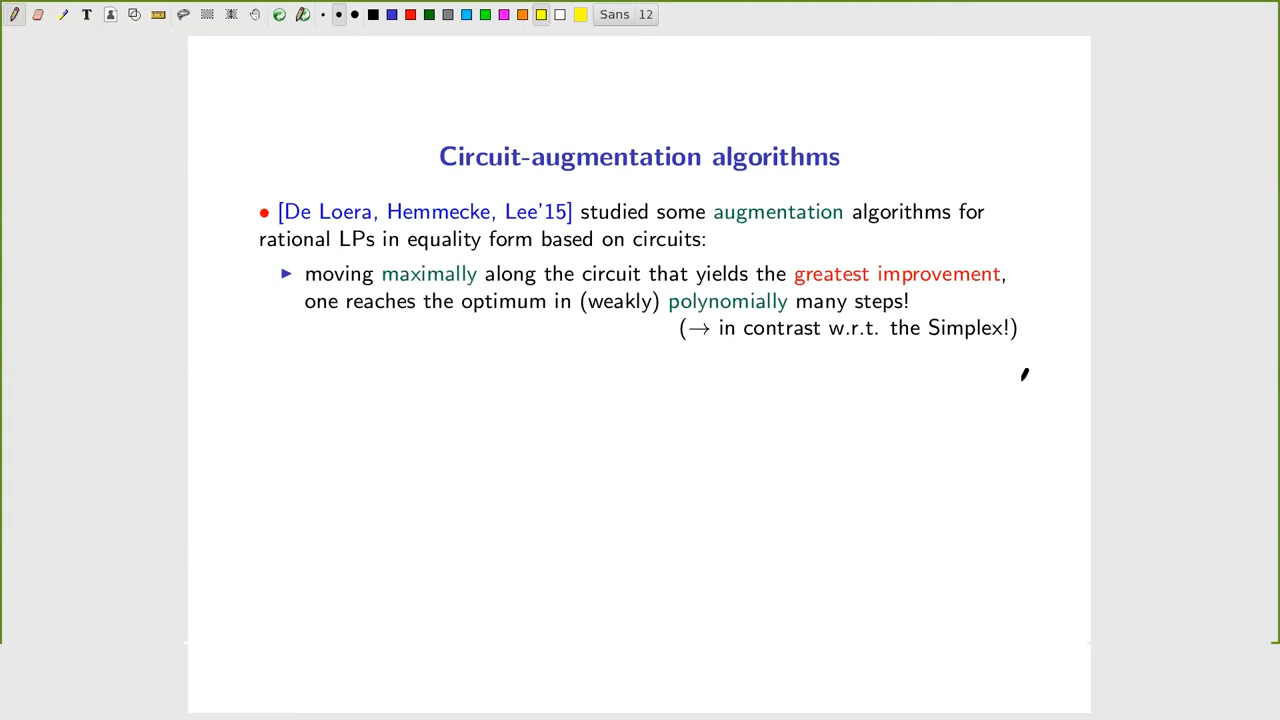 T Sans 12
Circuit-augmentation algorithms
• [De Loera, Hemmecke, Lee'15] studied some augmentation algorithms for
rational LPs in equality form based on circuits:
▶ moving maximally along the circuit that yields the greatest improvement,
one reaches the optimum in (weakly) polynomially many steps!
(→ in contrast w.r.t. the Simplex!)